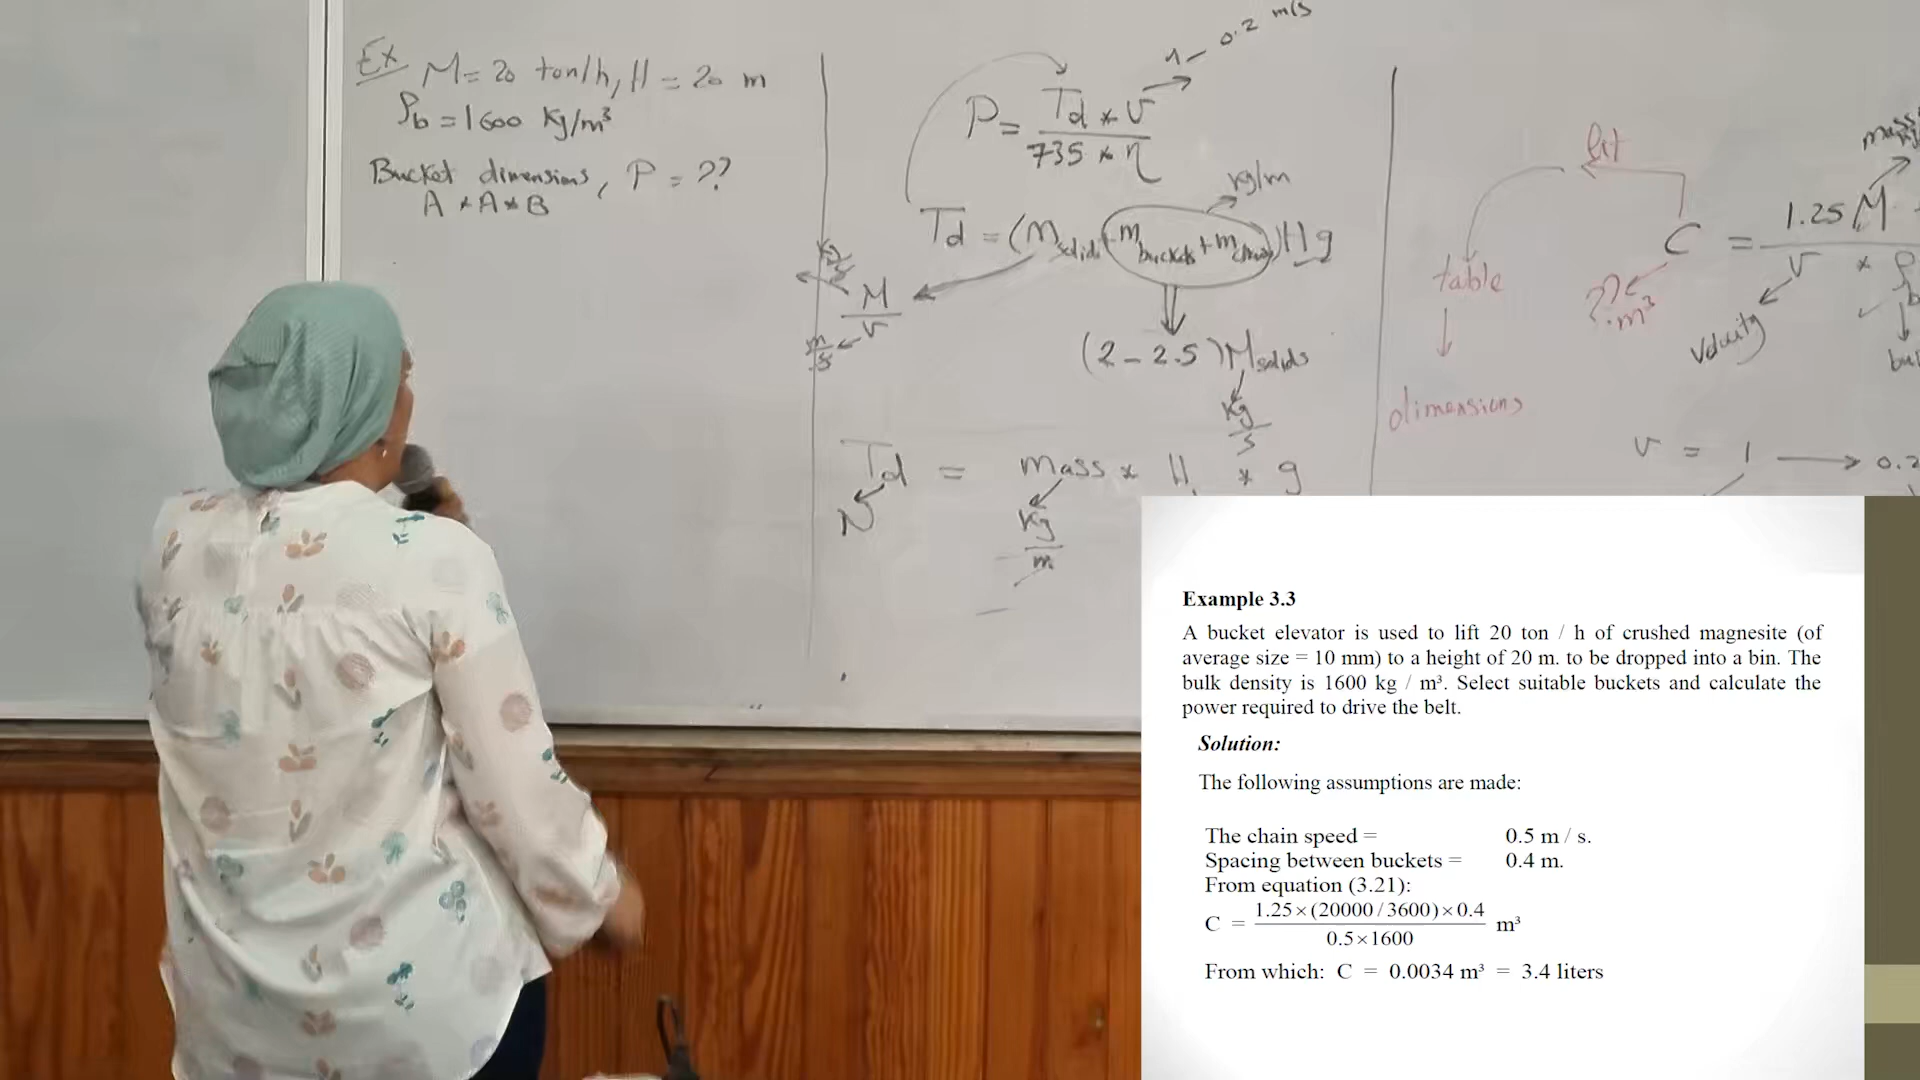 Ex M = 20 ton/h, H = 20 m
ρb = 1600 Kg/m³
Bucket dimensions, P = ??
A * A * B
1 - 0.2 m/s
P = Td * v / 735 * η
Kg/m
Td = (m solids + m buckets + m chain) H g
M / v
m/s
(2 - 2.5) M solids
Kg/s
Td = mass * H * g
N
Kg/m
lit
table
dimensions
mass
C = 1.25 M
v * ρb
?? m³
Velocity
v = 1 → 0.2
Example 3.3
A bucket elevator is used to lift 20 ton / h of crushed magnesite (of
average size = 10 mm) to a height of 20 m. to be dropped into a bin. The
bulk density is 1600 kg / m³. Select suitable buckets and calculate the
power required to drive the belt.
Solution:
The following assumptions are made:
The chain speed = 0.5 m / s.
Spacing between buckets = 0.4 m.
From equation (3.21):
C = 1.25×(20000/3600)×0.4 / 0.5×1600 m³
From which: C = 0.0034 m³ = 3.4 liters